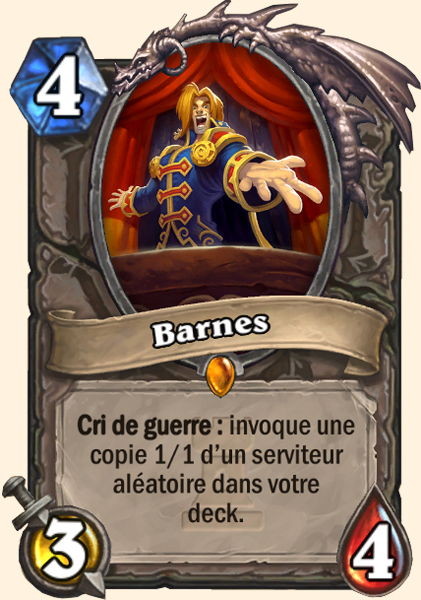 4
Barnes
Cri de guerre : invoque une
copie 1/1 d'un serviteur
aléatoire dans votre
deck.
3
4